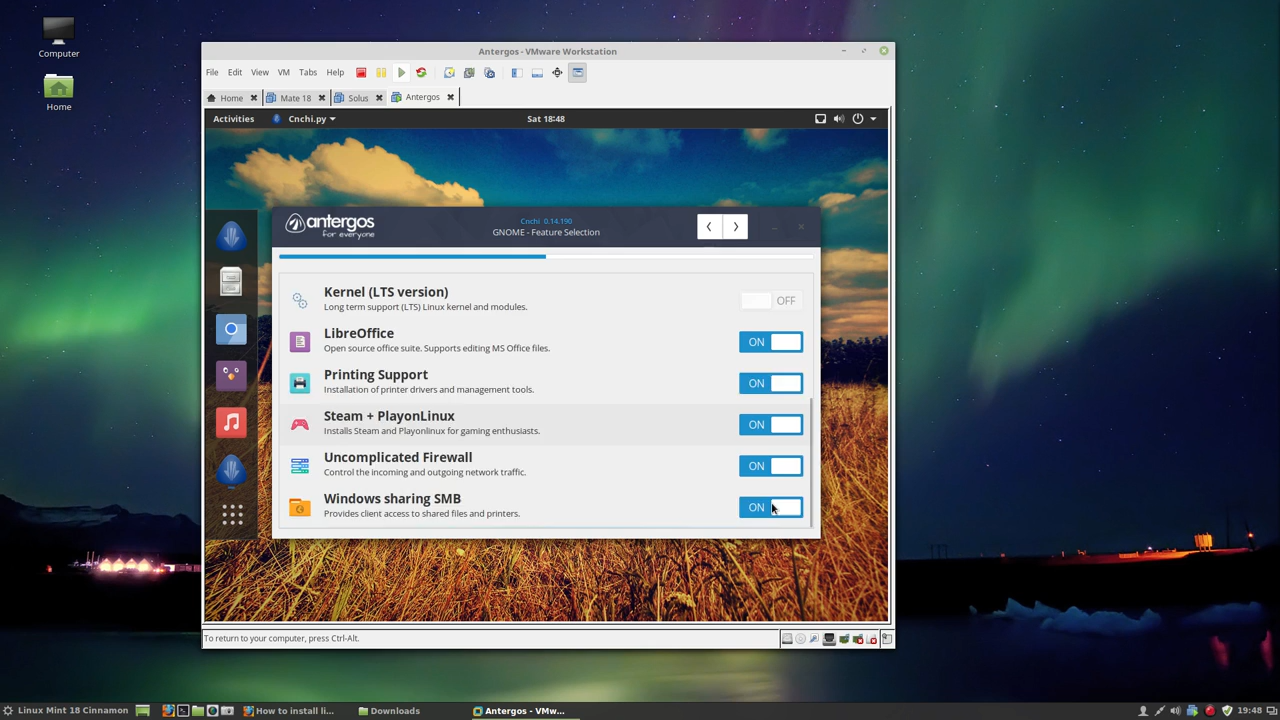 Computer
Home
Antergos - VMware Workstation
File Edit View VM Tabs Help
Home Mate 18 Solus Antergos
Activities Cnchi.py Sat 18:48
antergos
for everyone
Cnchi 0.14.190
GNOME - Feature Selection
Kernel (LTS version)
Long term support (LTS) Linux kernel and modules.
OFF
LibreOffice
Open source office suite. Supports editing MS Office files.
ON
Printing Support
Installation of printer drivers and management tools.
ON
Steam + PlayonLinux
Installs Steam and Playonlinux for gaming enthusiasts.
ON
Uncomplicated Firewall
Control the incoming and outgoing network traffic.
ON
Windows sharing SMB
Provides client access to shared files and printers.
ON
To return to your computer, press Ctrl-Alt.
Linux Mint 18 Cinnamon How to install li... Downloads Antergos - VMw... 19:48